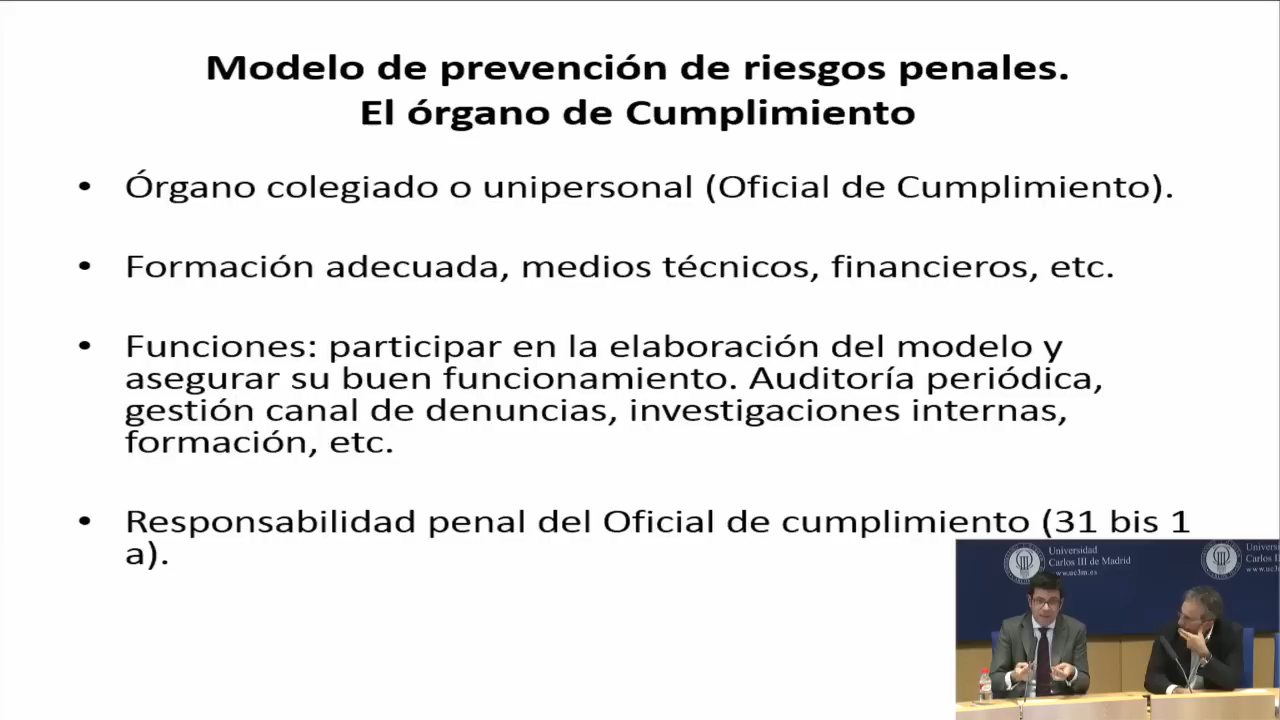 Modelo de prevención de riesgos penales.
El órgano de Cumplimiento
• Órgano colegiado o unipersonal (Oficial de Cumplimiento).
• Formación adecuada, medios técnicos, financieros, etc.
• Funciones: participar en la elaboración del modelo y
asegurar su buen funcionamiento. Auditoría periódica,
gestión canal de denuncias, investigaciones internas,
formación, etc.
• Responsabilidad penal del Oficial de cumplimiento (31 bis 1
a).
Universidad
Carlos III de Madrid
www.uc3m.es
Carlos II